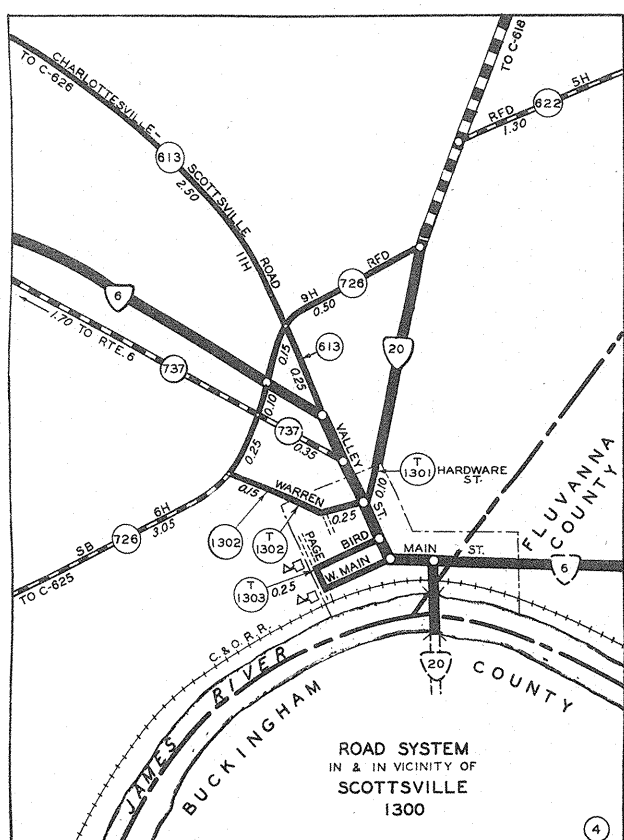 TO C-618
CHARLOTTESVILLE-
TO C-626
5H
622
RFD
1.30
613
2.50
SCOTTSVILLE
ROAD
11H
RFD
726
9H
0.50
6
1.70 TO RTE. 6
0.15
613
0.25
20
737
0.10
737
0.35
VALLEY
ST.
0.25
T
1301
HARDWARE
ST.
0.10
WARREN
0.15
0.25
FLUVANNA
COUNTY
6H
3.05
726
SB
TO C-625
1302
T
1302
PAGE
BIRD
MAIN ST.
W. MAIN
6
T
1303
0.25
C. & O. R. R.
20
JAMES RIVER
BUCKINGHAM COUNTY
ROAD SYSTEM
IN & IN VICINITY OF
SCOTTSVILLE
1300
4